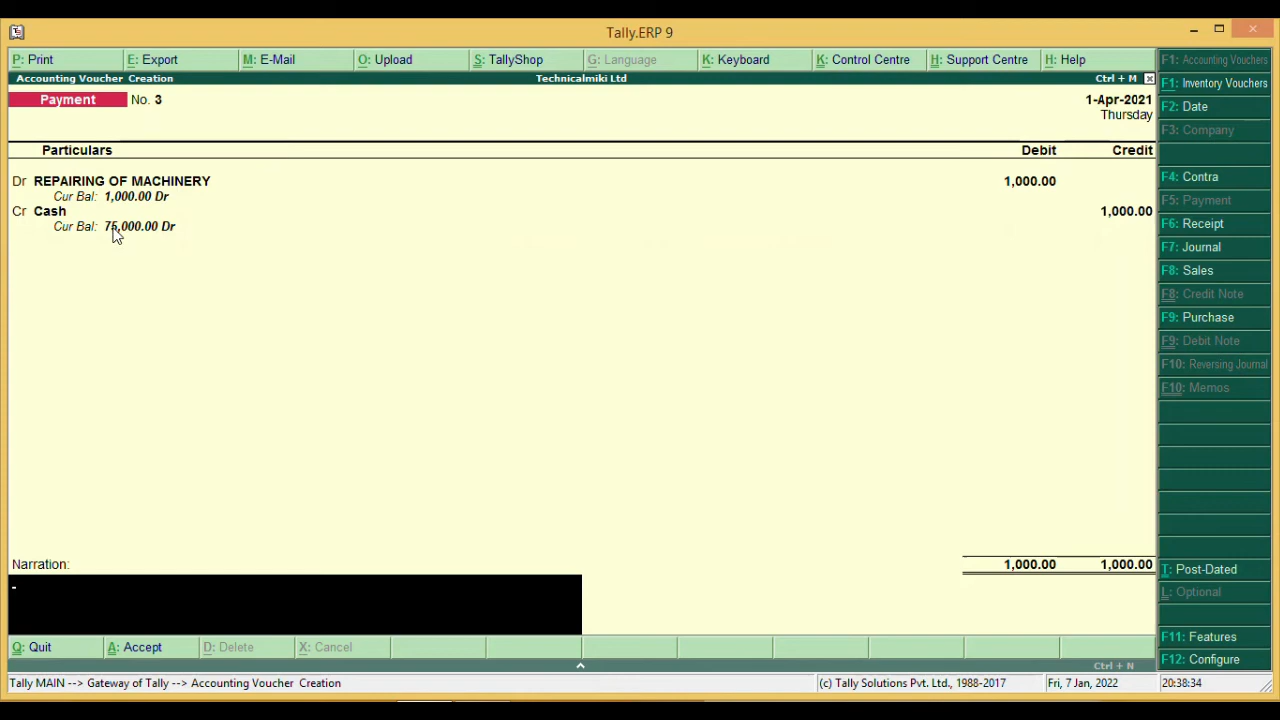 Tally.ERP 9
P: Print E: Export M: E-Mail O: Upload S: TallyShop G: Language K: Keyboard K: Control Centre H: Support Centre H: Help
Accounting Voucher Creation Technicalmiki Ltd Ctrl + M
Payment No. 3 1-Apr-2021
Thursday
Particulars Debit Credit
Dr REPAIRING OF MACHINERY 1,000.00
Cur Bal: 1,000.00 Dr
Cr Cash 1,000.00
Cur Bal: 75,000.00 Dr
Narration: 1,000.00 1,000.00
F1: Accounting Vouchers
F1: Inventory Vouchers
F2: Date
F3: Company
F4: Contra
F5: Payment
F6: Receipt
F7: Journal
F8: Sales
F8: Credit Note
F9: Purchase
F9: Debit Note
F10: Reversing Journal
F10: Memos
T: Post-Dated
L: Optional
F11: Features
F12: Configure
Q: Quit A: Accept D: Delete X: Cancel
Ctrl + N
Tally MAIN --> Gateway of Tally --> Accounting Voucher Creation (c) Tally Solutions Pvt. Ltd., 1988-2017 Fri, 7 Jan, 2022 20:38:34